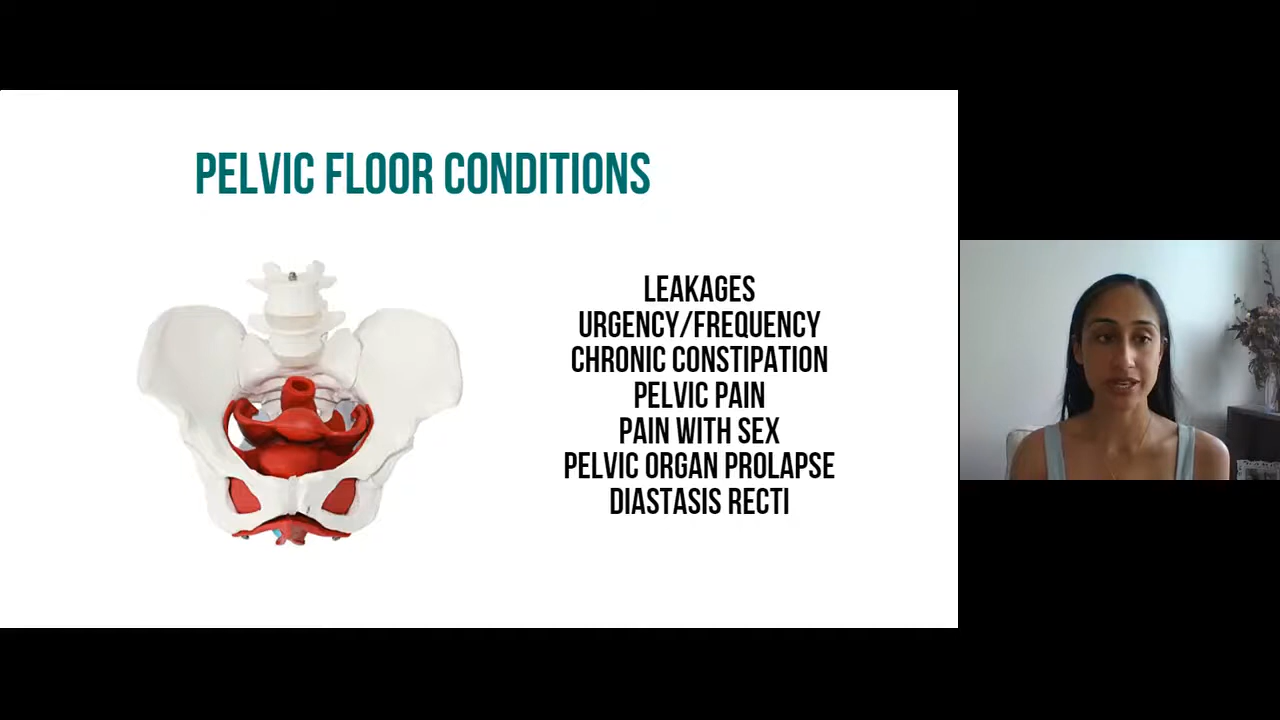 PELVIC FLOOR CONDITIONS
LEAKAGES
URGENCY/FREQUENCY
CHRONIC CONSTIPATION
PELVIC PAIN
PAIN WITH SEX
PELVIC ORGAN PROLAPSE
DIASTASIS RECTI